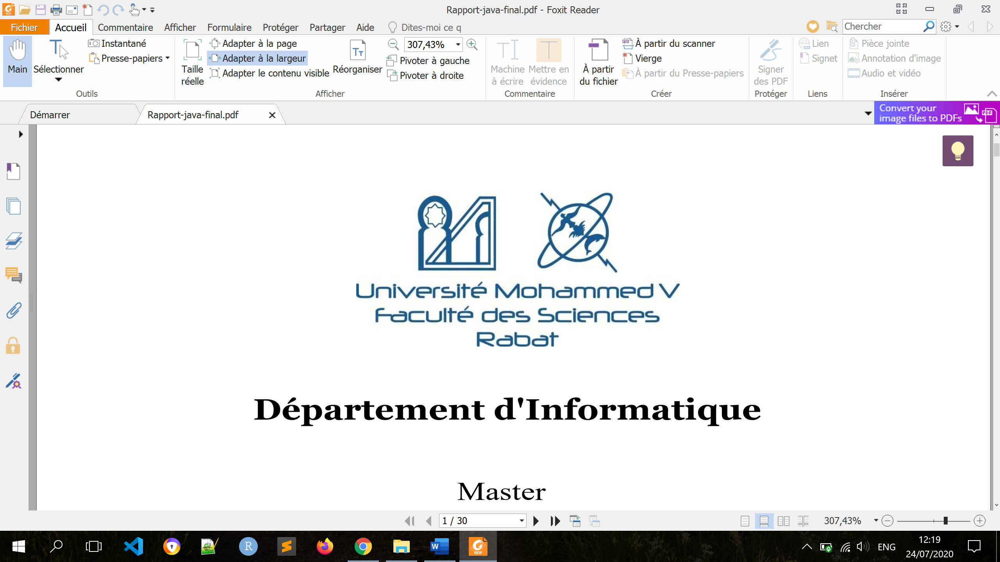 Rapport-java-final.pdf - Foxit Reader
Fichier Accueil Commentaire Afficher Formulaire Protéger Partager Aide Dites-moi ce q Chercher
Main
Sélectionner
Instantané
Presse-papiers
Outils
Taille
réelle
Adapter à la page
Adapter à la largeur
Adapter le contenu visible
Réorganiser
307,43%
Pivoter à gauche
Pivoter à droite
Afficher
Machine
à écrire
Mettre en
évidence
Commentaire
À partir
du fichier
À partir du scanner
Vierge
À partir du Presse-papiers
Créer
Signer
des PDF
Protéger
Lien
Signet
Liens
Pièce jointe
Annotation d'image
Audio et vidéo
Insérer
Démarrer
Rapport-java-final.pdf
Convert your
image files to PDFs
PDF
Université Mohammed V
Faculté des Sciences
Rabat
Département d'Informatique
Master
1 / 30
307,43%
R
W
PDF
ENG
12:19
24/07/2020